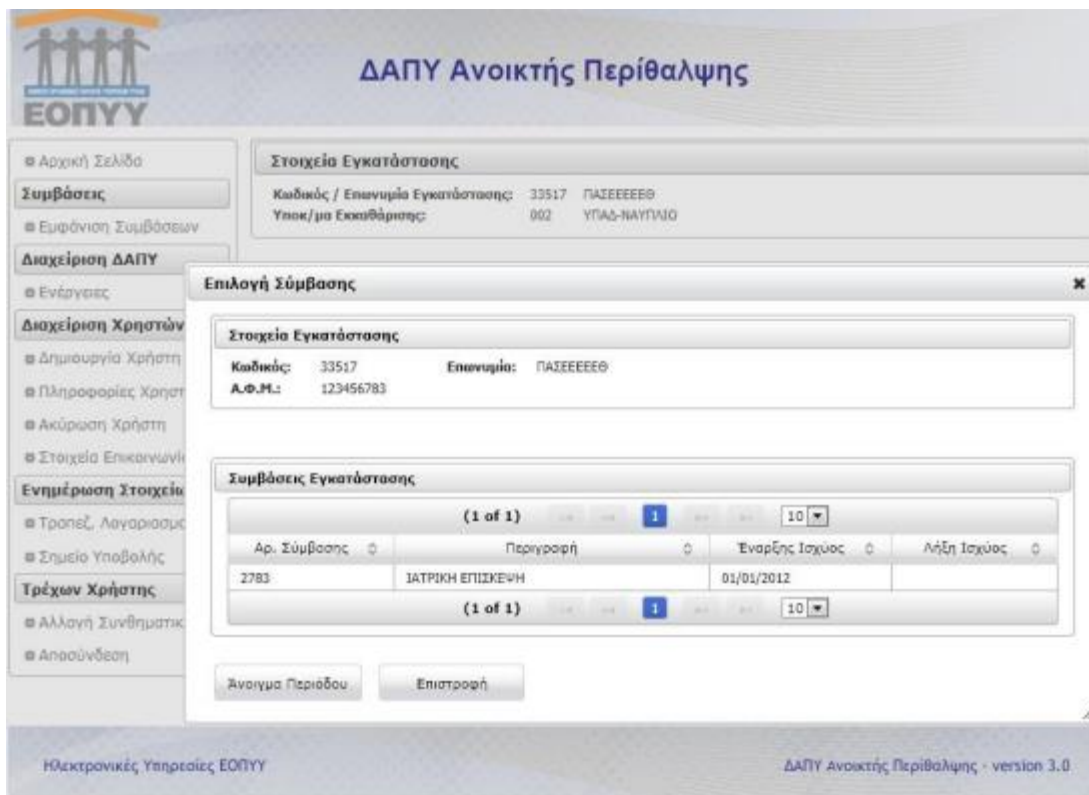 ΕΟΠΥΥ
ΔΑΠΥ Ανοικτής Περίθαλψης
Αρχική Σελίδα
Συμβάσεις
Εμφάνιση Συμβάσεων
Διαχείριση ΔΑΠΥ
Ενέργειες
Διαχείριση Χρηστών
Δημιουργία Χρήστη
Πληροφορίες Χρηστ
Ακύρωση Χρήστη
Στοιχεία Επικοινωνί
Ενημέρωση Στοιχείω
Τραπεζ. Λογαριασμο
Σημείο Υποβολής
Τρέχων Χρήστης
Αλλαγή Συνθηματικ
Αποσύνδεση
Στοιχεία Εγκατάστασης
Κωδικός / Επωνυμία Εγκατάστασης: 33517 ΠΑΣΕΕΕΕΕΘ
Υποκ/μα Εκκαθάρισης: 002 ΥΠΑΔ-ΝΑΥΠΛΙΟ
Επιλογή Σύμβασης
Στοιχεία Εγκατάστασης
Κωδικός: 33517 Επωνυμία: ΠΑΣΕΕΕΕΕΘ
Α.Φ.Μ.: 123456783
Συμβάσεις Εγκατάστασης
(1 of 1) 1 10
Αρ. Σύμβασης Περιγραφή Έναρξης Ισχύος Λήξη Ισχύος
2783 ΙΑΤΡΙΚΗ ΕΠΙΣΚΕΨΗ 01/01/2012
(1 of 1) 1 10
Άνοιγμα Περιόδου Επιστροφή
Ηλεκτρονικές Υπηρεσίες ΕΟΠΥΥ ΔΑΠΥ Ανοικτής Περίθαλψης - version 3.0